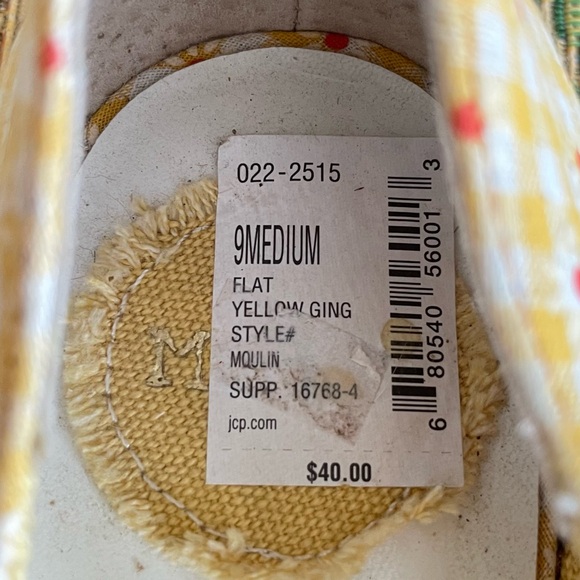 022-2515
9MEDIUM
FLAT
YELLOW GING
STYLE#
MOULIN
SUPP. 16768-4
jcp.com
$40.00
6 80540 56001 3
M